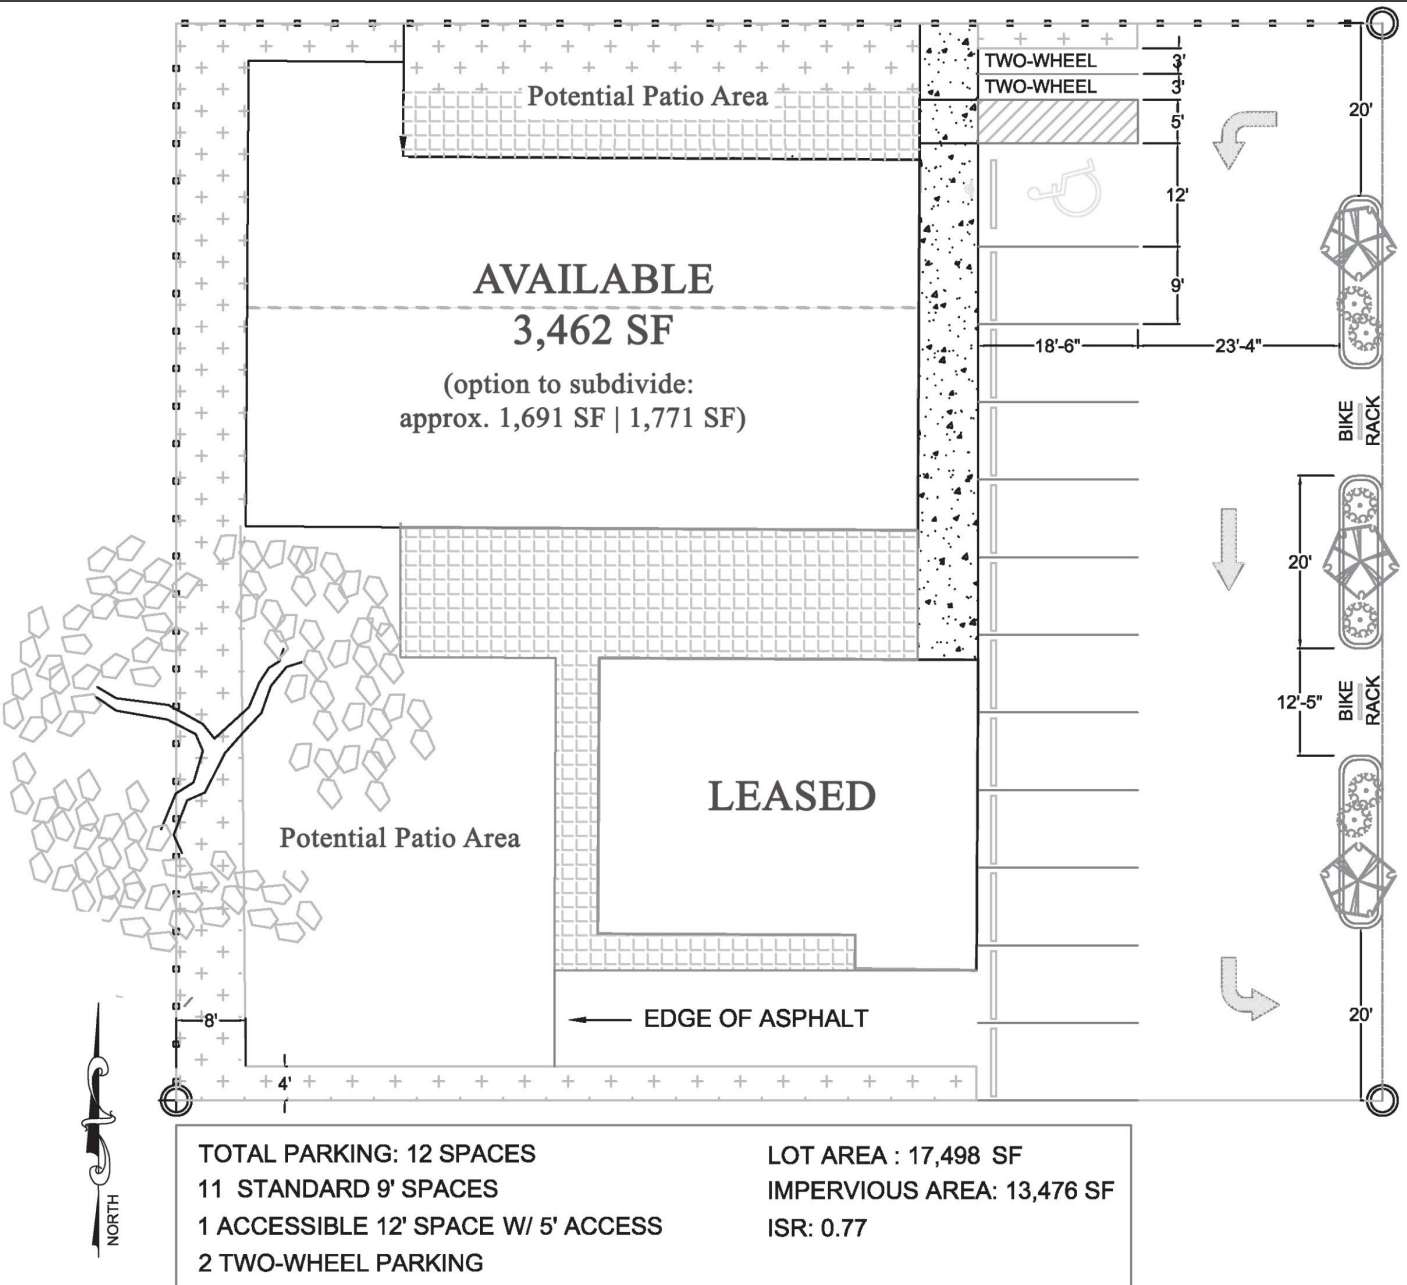 TWO-WHEEL
3'
TWO-WHEEL
3'
Potential Patio Area
5'
20'
12'
AVAILABLE
9'
3,462 SF
18'-6"
23'-4"
(option to subdivide:
approx. 1,691 SF | 1,771 SF)
BIKE
RACK
20'
12'-5"
BIKE
RACK
LEASED
Potential Patio Area
8'
EDGE OF ASPHALT
20'
4'
NORTH
TOTAL PARKING: 12 SPACES
11 STANDARD 9' SPACES
1 ACCESSIBLE 12' SPACE W/ 5' ACCESS
2 TWO-WHEEL PARKING
LOT AREA : 17,498 SF
IMPERVIOUS AREA: 13,476 SF
ISR: 0.77